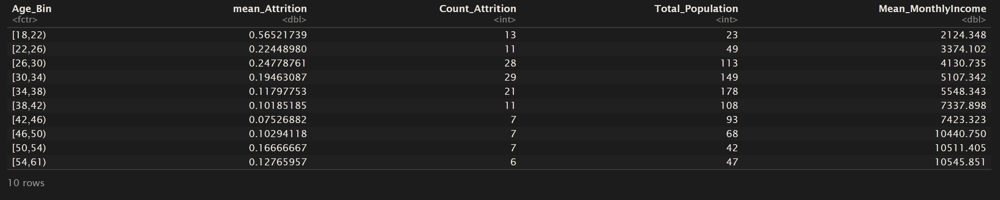 Age_Bin mean_Attrition Count_Attrition Total_Population Mean_MonthlyIncome
<fctr> <dbl> <int> <int> <dbl>
[18,22) 0.56521739 13 23 2124.348
[22,26) 0.22448980 11 49 3374.102
[26,30) 0.24778761 28 113 4130.735
[30,34) 0.19463087 29 149 5107.342
[34,38) 0.11797753 21 178 5548.343
[38,42) 0.10185185 11 108 7337.898
[42,46) 0.07526882 7 93 7423.323
[46,50) 0.10294118 7 68 10440.750
[50,54) 0.16666667 7 42 10511.405
[54,61) 0.12765957 6 47 10545.851
10 rows